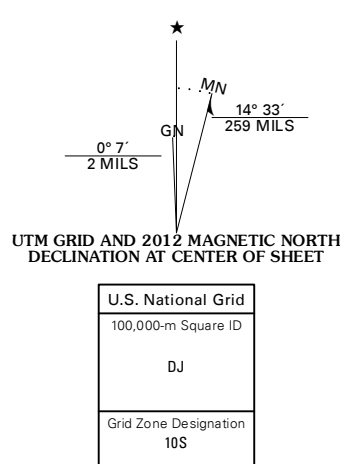 ★
MN
14° 33´
259 MILS
GN
0° 7´
2 MILS
UTM GRID AND 2012 MAGNETIC NORTH
DECLINATION AT CENTER OF SHEET
U.S. National Grid
100,000-m Square ID
DJ
Grid Zone Designation
10S